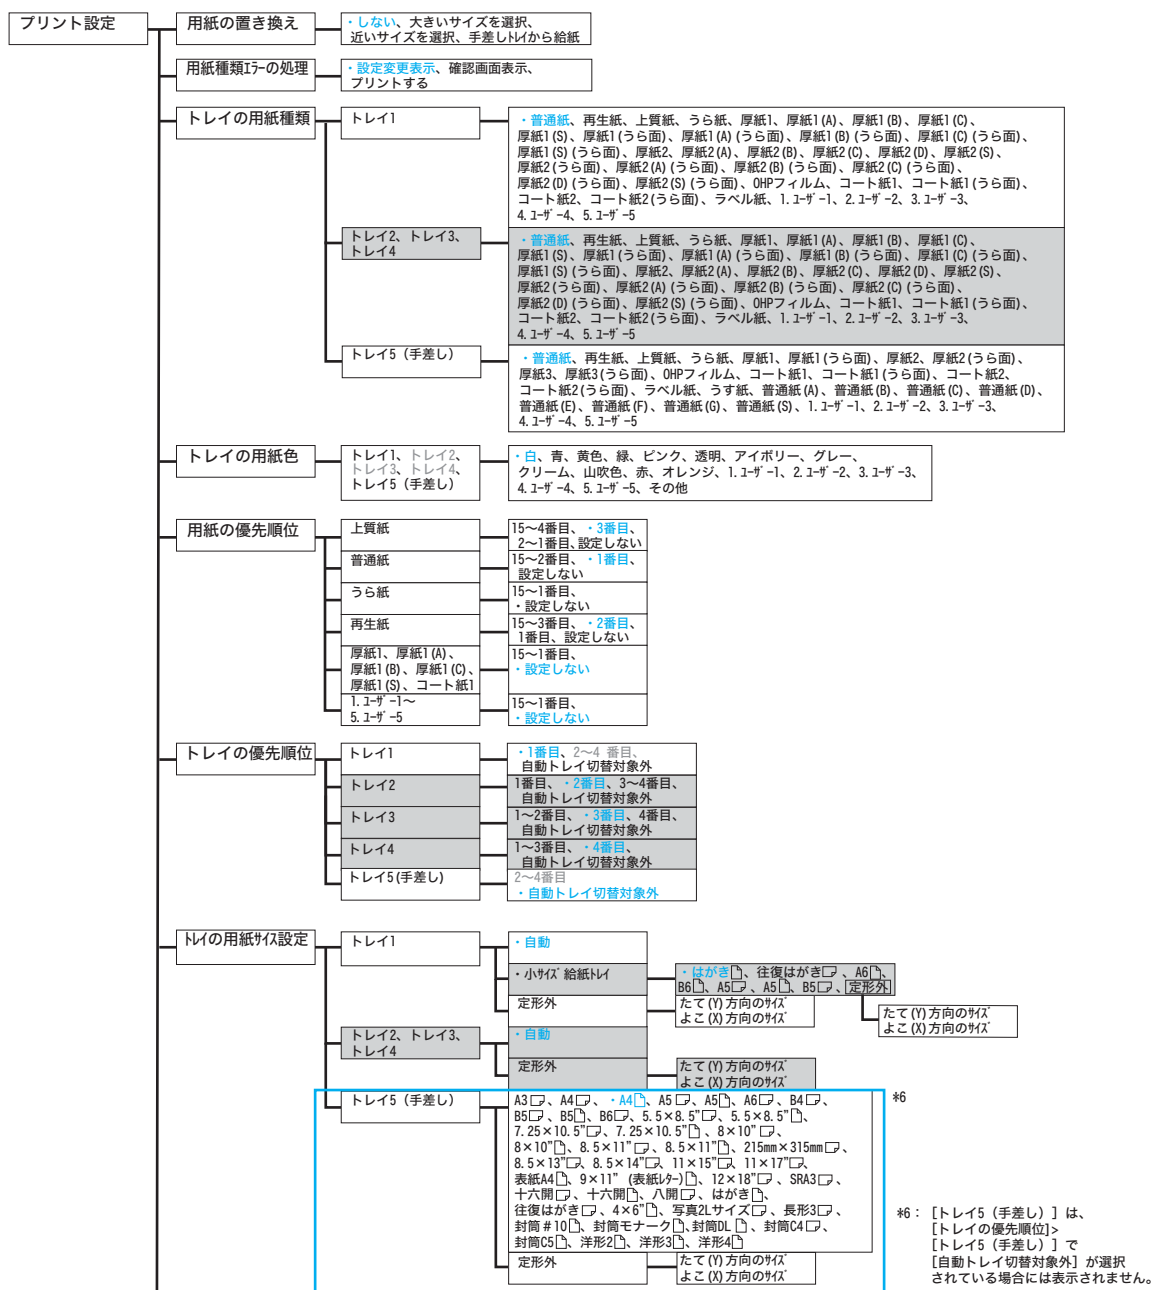 プリント設定
用紙の置き換え
・しない、大きいサイズを選択、
近いサイズを選択、手差しﾄﾚｲから給紙
用紙種類ｴﾗｰの処理
・設定変更表示、確認画面表示、
プリントする
トレイの用紙種類
トレイ1
・普通紙、再生紙、上質紙、うら紙、厚紙1、厚紙1(A)、厚紙1(B)、厚紙1(C)、
厚紙1(S)、厚紙1(うら面)、厚紙1(A)(うら面)、厚紙1(B)(うら面)、厚紙1(C)(うら面)、
厚紙1(S)(うら面)、厚紙2、厚紙2(A)、厚紙2(B)、厚紙2(C)、厚紙2(D)、厚紙2(S)、
厚紙2(うら面)、厚紙2(A)(うら面)、厚紙2(B)(うら面)、厚紙2(C)(うら面)、
厚紙2(D)(うら面)、厚紙2(S)(うら面)、OHPフィルム、コート紙1、コート紙1(うら面)、
コート紙2、コート紙2(うら面)、ラベル紙、1.ﾕｰｻﾞｰ1、2.ﾕｰｻﾞｰ2、3.ﾕｰｻﾞｰ3、
4.ﾕｰｻﾞｰ4、5.ﾕｰｻﾞｰ5
トレイ2、トレイ3、
トレイ4
・普通紙、再生紙、上質紙、うら紙、厚紙1、厚紙1(A)、厚紙1(B)、厚紙1(C)、
厚紙1(S)、厚紙1(うら面)、厚紙1(A)(うら面)、厚紙1(B)(うら面)、厚紙1(C)(うら面)、
厚紙1(S)(うら面)、厚紙2、厚紙2(A)、厚紙2(B)、厚紙2(C)、厚紙2(D)、厚紙2(S)、
厚紙2(うら面)、厚紙2(A)(うら面)、厚紙2(B)(うら面)、厚紙2(C)(うら面)、
厚紙2(D)(うら面)、厚紙2(S)(うら面)、OHPフィルム、コート紙1、コート紙1(うら面)、
コート紙2、コート紙2(うら面)、ラベル紙、1.ﾕｰｻﾞｰ1、2.ﾕｰｻﾞｰ2、3.ﾕｰｻﾞｰ3、
4.ﾕｰｻﾞｰ4、5.ﾕｰｻﾞｰ5
トレイ5（手差し）
・普通紙、再生紙、上質紙、うら紙、厚紙1、厚紙1(うら面)、厚紙2、厚紙2(うら面)、
厚紙3、厚紙3(うら面)、OHPフィルム、コート紙1、コート紙1(うら面)、コート紙2、
コート紙2(うら面)、ラベル紙、うす紙、普通紙(A)、普通紙(B)、普通紙(C)、普通紙(D)、
普通紙(E)、普通紙(F)、普通紙(G)、普通紙(S)、1.ﾕｰｻﾞｰ1、2.ﾕｰｻﾞｰ2、3.ﾕｰｻﾞｰ3、
4.ﾕｰｻﾞｰ4、5.ﾕｰｻﾞｰ5
トレイの用紙色
トレイ1、トレイ2、
トレイ3、トレイ4、
トレイ5（手差し）
・白、青、黄色、緑、ピンク、透明、アイボリー、グレー、
クリーム、山吹色、赤、オレンジ、1.ﾕｰｻﾞｰ1、2.ﾕｰｻﾞｰ2、3.ﾕｰｻﾞｰ3、
4.ﾕｰｻﾞｰ4、5.ﾕｰｻﾞｰ5、その他
用紙の優先順位
上質紙
15〜4番目、・3番目、
2〜1番目、設定しない
普通紙
15〜2番目、・1番目、
設定しない
うら紙
15〜1番目、
・設定しない
再生紙
15〜3番目、・2番目、
1番目、設定しない
厚紙1、厚紙1(A)、
厚紙1(B)、厚紙1(C)、
厚紙1(S)、コート紙1
15〜1番目、
・設定しない
1.ﾕｰｻﾞｰ1〜
5.ﾕｰｻﾞｰ5
15〜1番目、
・設定しない
トレイの優先順位
トレイ1
・1番目、2〜4 番目、
自動トレイ切替対象外
トレイ2
1番目、・2番目、3〜4番目、
自動トレイ切替対象外
トレイ3
1〜2番目、・3番目、4番目、
自動トレイ切替対象外
トレイ4
1〜3番目、・4番目、
自動トレイ切替対象外
トレイ5(手差し)
2〜4番目
・自動トレイ切替対象外
ﾄﾚｲの用紙ｻｲｽﾞ設定
トレイ1
・自動
・小ｻｲｽﾞ給紙ﾄﾚｲ
・はがき、往復はがき、A6、
B6、A5、A5、B5、定形外
たて(Y)方向のｻｲｽﾞ
よこ(X)方向のｻｲｽﾞ
定形外
たて(Y)方向のｻｲｽﾞ
よこ(X)方向のｻｲｽﾞ
トレイ2、トレイ3、
トレイ4
・自動
定形外
たて(Y)方向のｻｲｽﾞ
よこ(X)方向のｻｲｽﾞ
トレイ5（手差し）
A3、A4、・A4、A5、A5、A6、B4、
B5、B5、B6、5.5×8.5"、5.5×8.5"、
7.25×10.5"、7.25×10.5"、8×10"、
8×10"、8.5×11"、8.5×11"、215mm×315mm、
8.5×13"、8.5×14"、11×15"、11×17"、
表紙A4、9×11" (表紙ﾚﾀｰ)、12×18"、SRA3、
十六開、十六開、八開、はがき、
往復はがき、4×6"、写真2Lサイズ、長形3、
封筒＃10、封筒モナーク、封筒DL、封筒C4、
封筒C5、洋形2、洋形3、洋形4
定形外
たて(Y)方向のｻｲｽﾞ
よこ(X)方向のｻｲｽﾞ
*6
*6： ［トレイ5（手差し）］は、
［トレイの優先順位]>
［トレイ5（手差し）］で
［自動トレイ切替対象外］が選択
されている場合には表示されません。